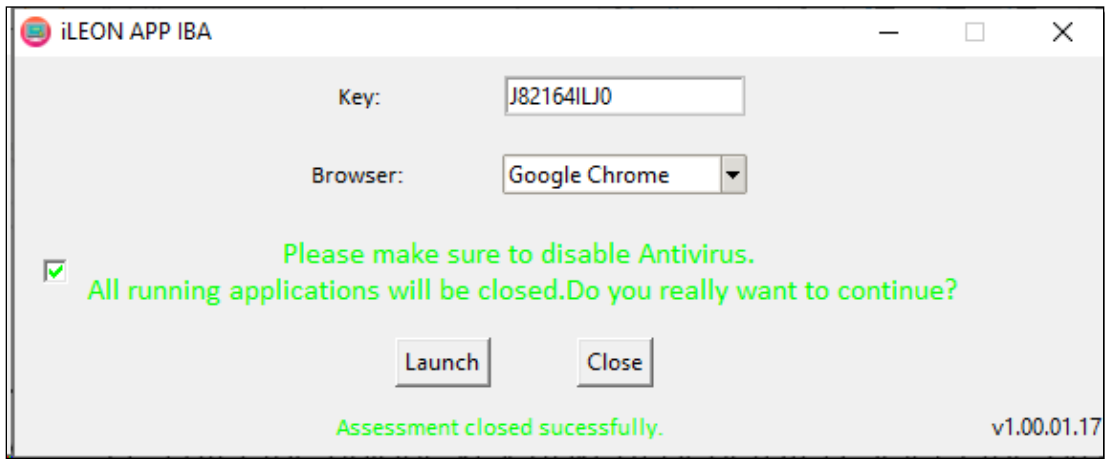 iLEON APP IBA
Key: J82164ILJ0
Browser: Google Chrome
Please make sure to disable Antivirus.
All running applications will be closed.Do you really want to continue?
Launch Close
Assessment closed sucessfully. v1.00.01.17